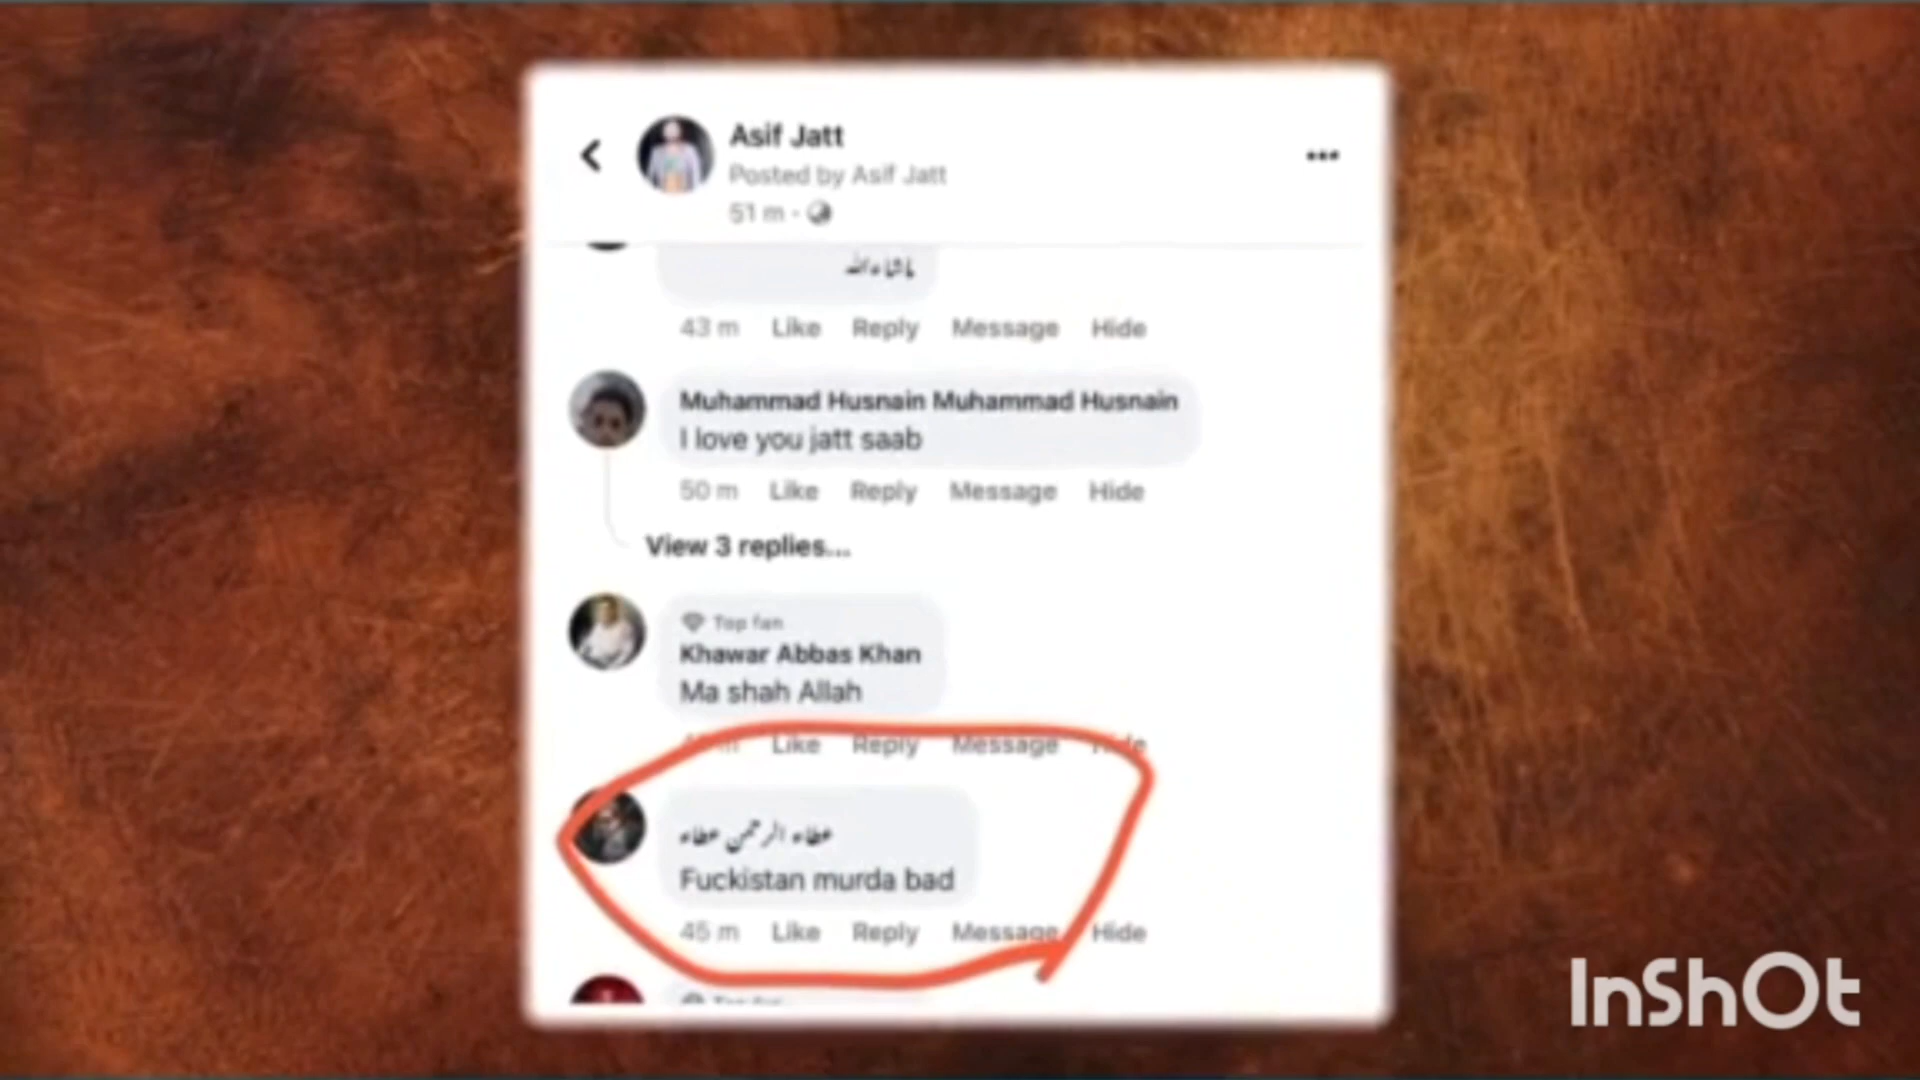 Asif Jatt
Posted by Asif Jatt
51 m
ماشاءاللہ
43 m Like Reply Message Hide
Muhammad Husnain Muhammad Husnain
I love you jatt saab
50 m Like Reply Message Hide
View 3 replies...
Top fan
Khawar Abbas Khan
Ma shah Allah
Like Reply Message Hide
عطاء الرحمن عطاء
Fuckistan murda bad
45 m Like Reply Message Hide
InShOt